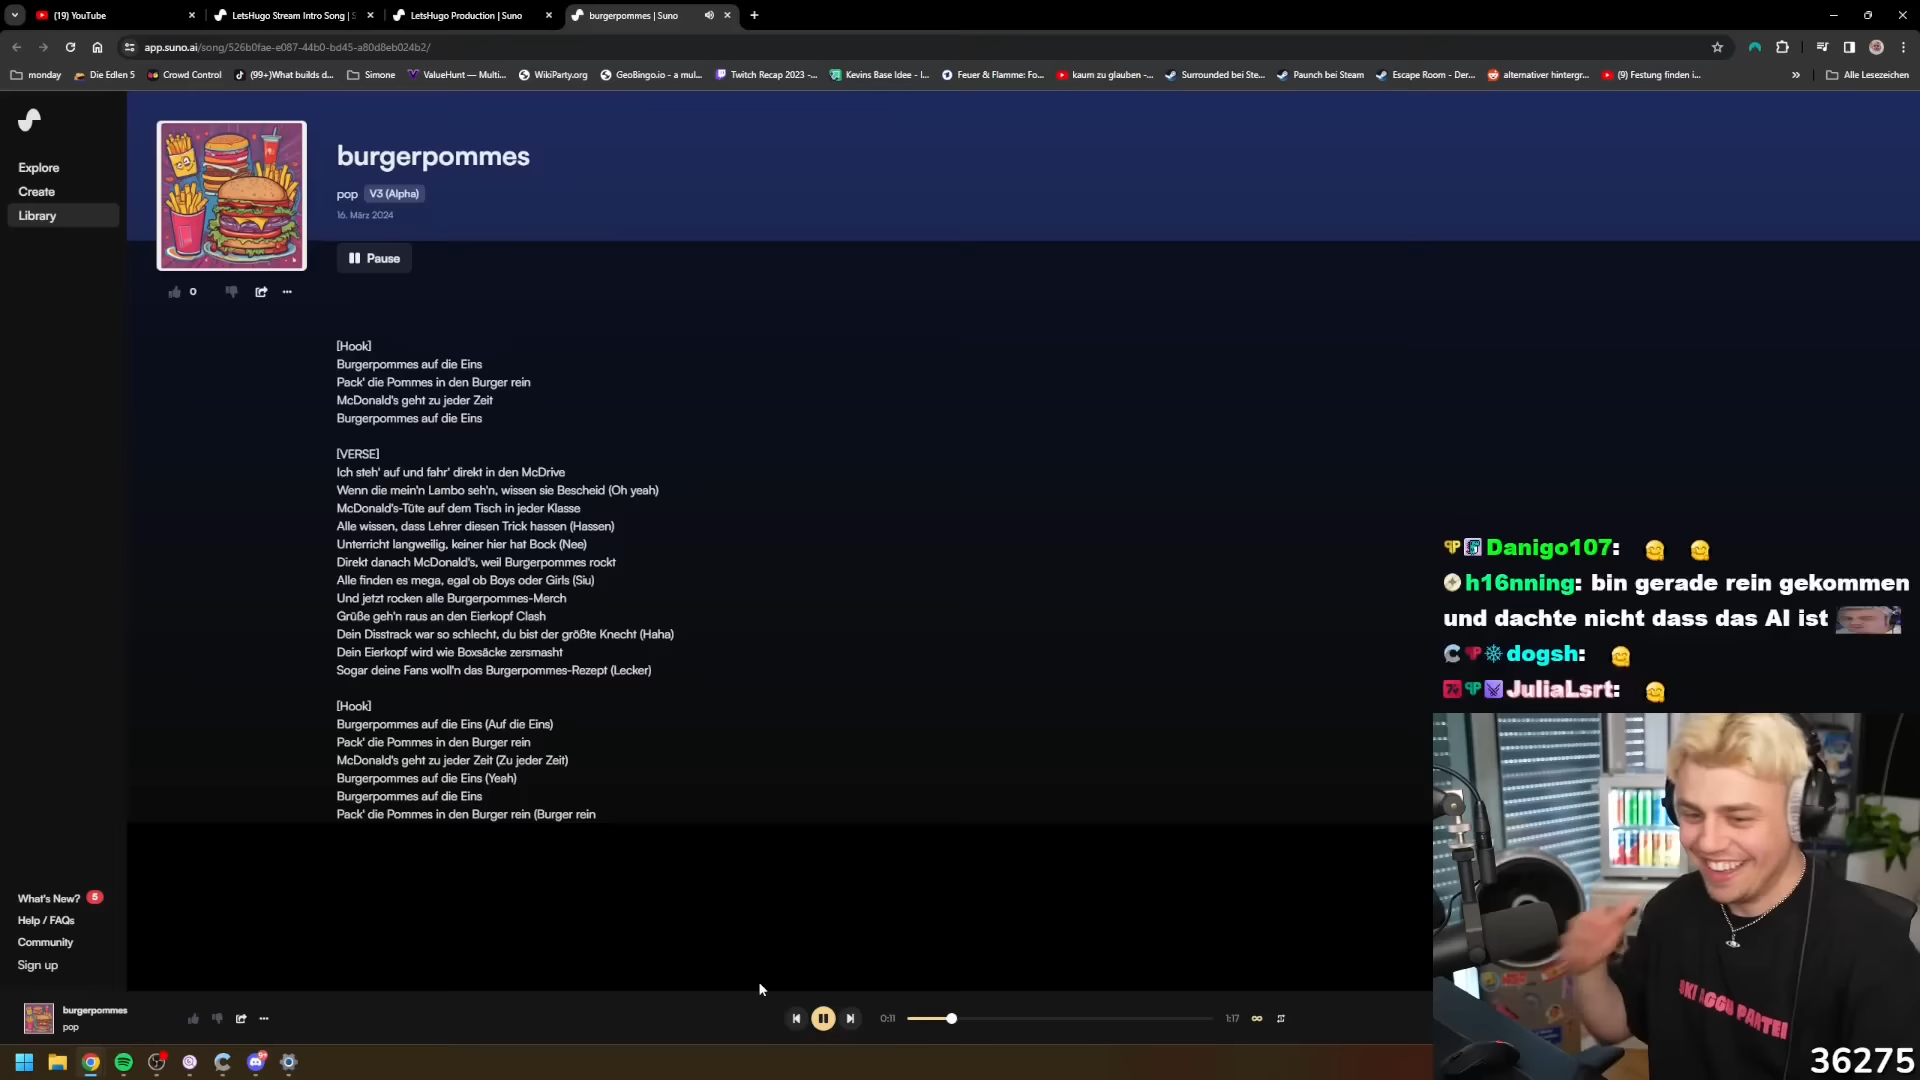 (19) YouTube
LetsHugo Stream Intro Song | S
LetsHugo Production | Suno
burgerpommes | Suno
app.suno.ai/song/526b0fae-e087-44b0-bd45-a80d8eb024b2/
monday
Die Edlen 5
Crowd Control
(99+)What builds d...
Simone
ValueHunt — Multi...
WikiParty.org
GeoBingo.io - a mul...
Twitch Recap 2023 -...
Kevins Base Idee - I...
Feuer & Flamme: Fo...
kaum zu glauben -...
Surrounded bei Ste...
Paunch bei Steam
Escape Room - Der...
alternativer hintergr...
(9) Festung finden i...
»
Alle Lesezeichen
Explore
Create
Library
burgerpommes
pop V3 (Alpha)
16. März 2024
Pause
0
[Hook]
Burgerpommes auf die Eins
Pack' die Pommes in den Burger rein
McDonald's geht zu jeder Zeit
Burgerpommes auf die Eins
[VERSE]
Ich steh' auf und fahr' direkt in den McDrive
Wenn die mein'n Lambo seh'n, wissen sie Bescheid (Oh yeah)
McDonald's-Tüte auf dem Tisch in jeder Klasse
Alle wissen, dass Lehrer diesen Trick hassen (Hassen)
Unterricht langweilig, keiner hier hat Bock (Nee)
Direkt danach McDonald's, weil Burgerpommes rockt
Alle finden es mega, egal ob Boys oder Girls (Siu)
Und jetzt rocken alle Burgerpommes-Merch
Grüße geh'n raus an den Eierkopf Clash
Dein Disstrack war so schlecht, du bist der größte Knecht (Haha)
Dein Eierkopf wird wie Boxsäcke zersmasht
Sogar deine Fans woll'n das Burgerpommes-Rezept (Lecker)
[Hook]
Burgerpommes auf die Eins (Auf die Eins)
Pack' die Pommes in den Burger rein
McDonald's geht zu jeder Zeit (Zu jeder Zeit)
Burgerpommes auf die Eins (Yeah)
Burgerpommes auf die Eins
Pack' die Pommes in den Burger rein (Burger rein
Danigo107:
h16nning: bin gerade rein gekommen
und dachte nicht dass das AI ist
dogsh:
JuliaLsrt:
What's New? 5
Help / FAQs
Community
Sign up
burgerpommes
pop
0:11
1:17
AGGU PARTEI
36275